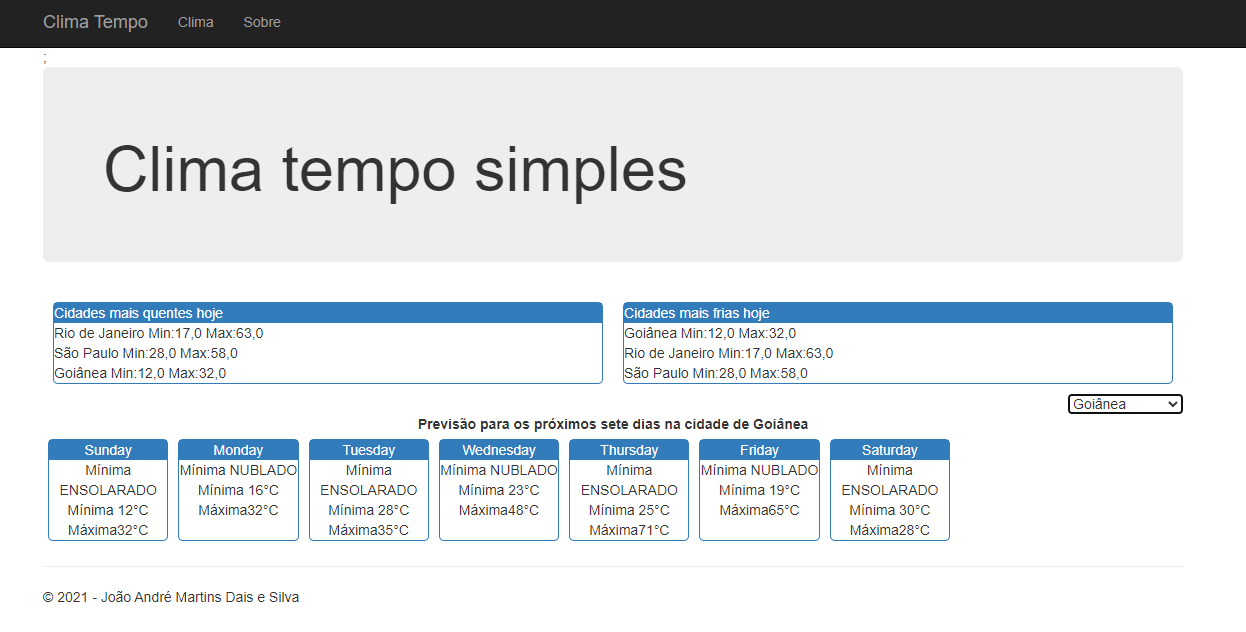 Clima Tempo Clima Sobre
;
Clima tempo simples
Cidades mais quentes hoje
Rio de Janeiro Min:17,0 Max:63,0
São Paulo Min:28,0 Max:58,0
Goiânea Min:12,0 Max:32,0
Cidades mais frias hoje
Goiânea Min:12,0 Max:32,0
Rio de Janeiro Min:17,0 Max:63,0
São Paulo Min:28,0 Max:58,0
Goiânea
Previsão para os próximos sete dias na cidade de Goiânea
Sunday
Mínima
ENSOLARADO
Mínima 12°C
Máxima32°C
Monday
Mínima NUBLADO
Mínima 16°C
Máxima32°C
Tuesday
Mínima
ENSOLARADO
Mínima 28°C
Máxima35°C
Wednesday
Mínima NUBLADO
Mínima 23°C
Máxima48°C
Thursday
Mínima
ENSOLARADO
Mínima 25°C
Máxima71°C
Friday
Mínima NUBLADO
Mínima 19°C
Máxima65°C
Saturday
Mínima
ENSOLARADO
Mínima 30°C
Máxima28°C
© 2021 - João André Martins Dais e Silva